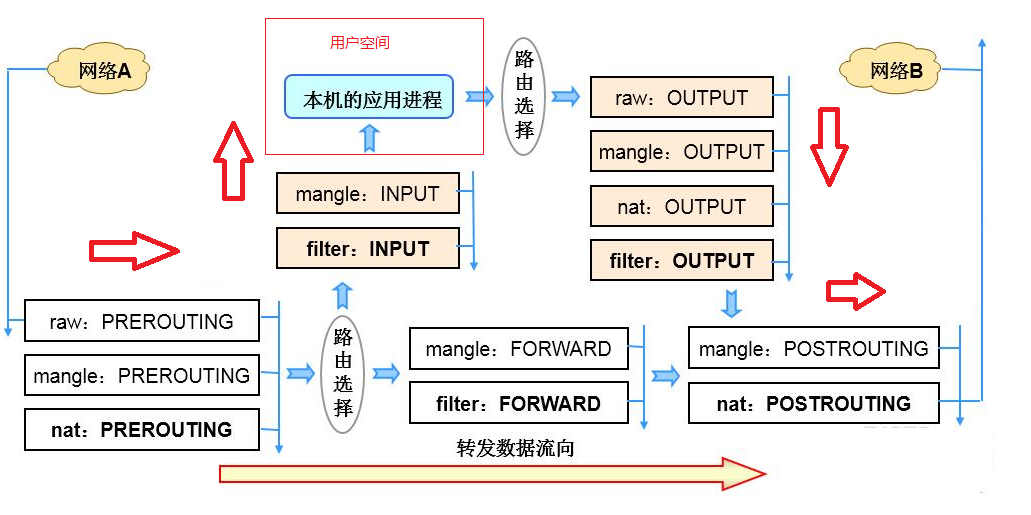 用户空间
网络A
本机的应用进程
路由选择
网络B
raw：OUTPUT
mangle：OUTPUT
nat：OUTPUT
filter：OUTPUT
mangle：INPUT
filter：INPUT
raw：PREROUTING
mangle：PREROUTING
nat：PREROUTING
路由选择
mangle：FORWARD
filter：FORWARD
mangle：POSTROUTING
nat：POSTROUTING
转发数据流向